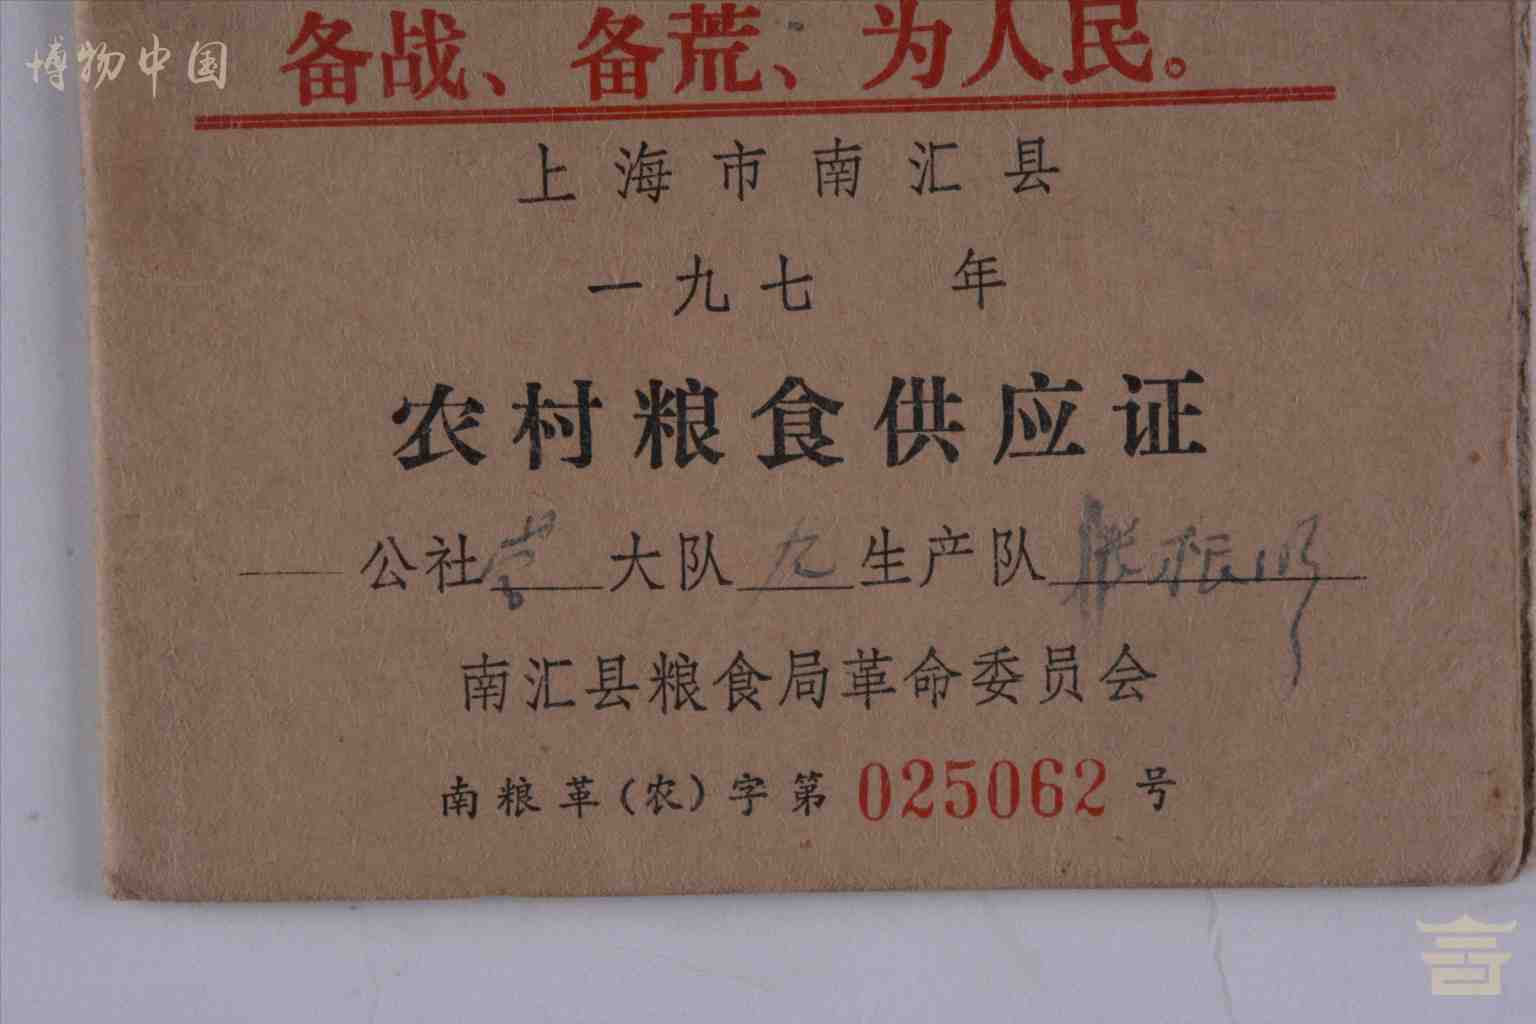 博物中国
备战、备荒、为人民。
上海市南汇县
一九七 年
农村粮食供应证
公社 大队九生产队
南汇县粮食局革命委员会
南粮革(农)字第025062号